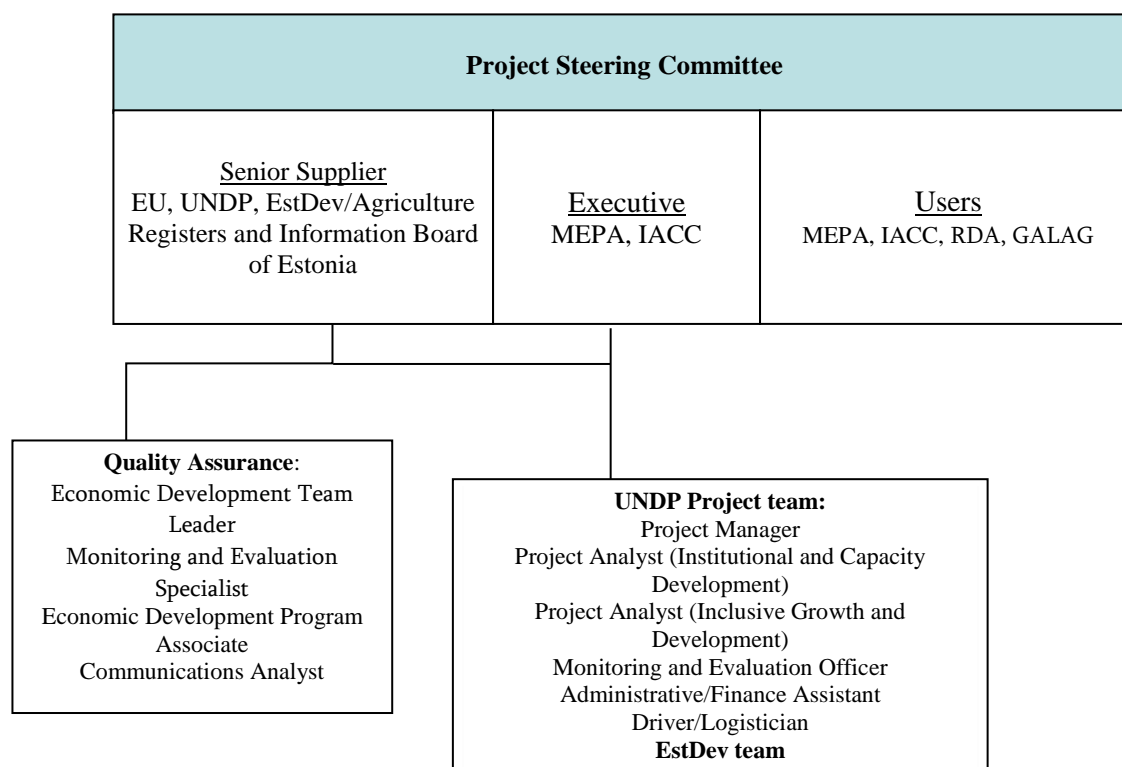 Project Steering Committee
Senior Supplier
EU, UNDP, EstDev/Agriculture
Registers and Information Board
of Estonia
Executive
MEPA, IACC
Users
MEPA, IACC, RDA, GALAG
Quality Assurance:
Economic Development Team
Leader
Monitoring and Evaluation
Specialist
Economic Development Program
Associate
Communications Analyst
UNDP Project team:
Project Manager
Project Analyst (Institutional and Capacity
Development)
Project Analyst (Inclusive Growth and
Development)
Monitoring and Evaluation Officer
Administrative/Finance Assistant
Driver/Logistician
EstDev team